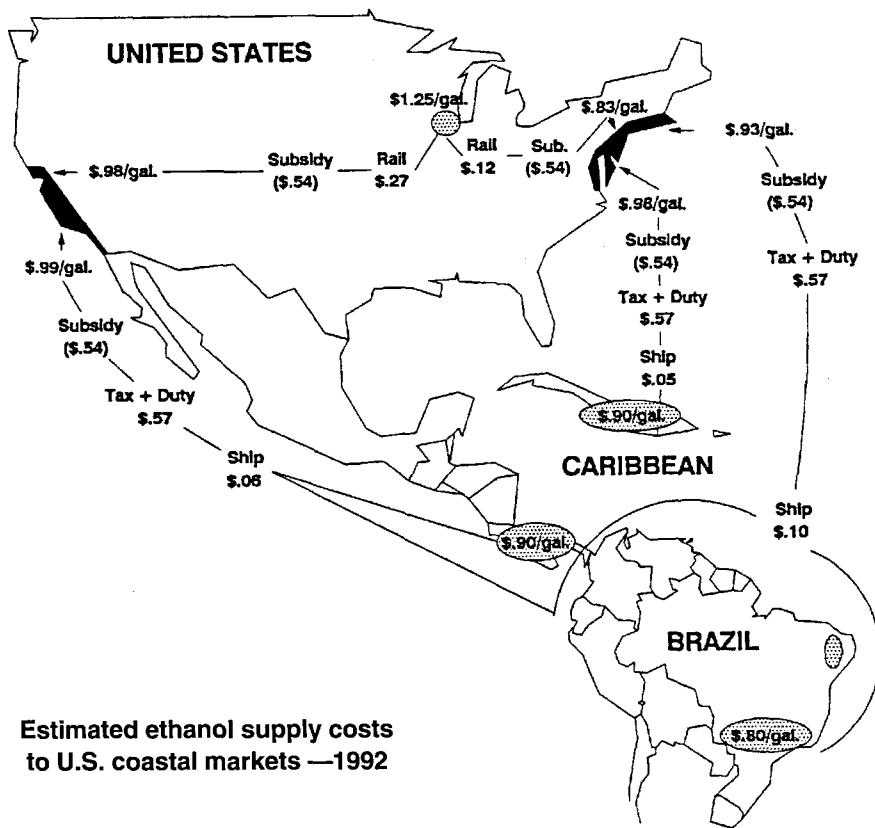 UNITED STATES
$1.25/gal.
$.83/gal.
$.93/gal.
$.98/gal.
Subsidy
($.54)
Rail
$.27
Rail
$.12
Sub.
($.54)
Subsidy
($.54)
$.98/gal.
Subsidy
($.54)
Tax + Duty
$.57
Tax + Duty
$.57
$.99/gal.
Subsidy
($.54)
Tax + Duty
$.57
Ship
$.05
$.90/gal.
CARIBBEAN
Ship
$.06
Ship
$.10
$.90/gal.
BRAZIL
$.80/gal.
Estimated ethanol supply costs
to U.S. coastal markets —1992